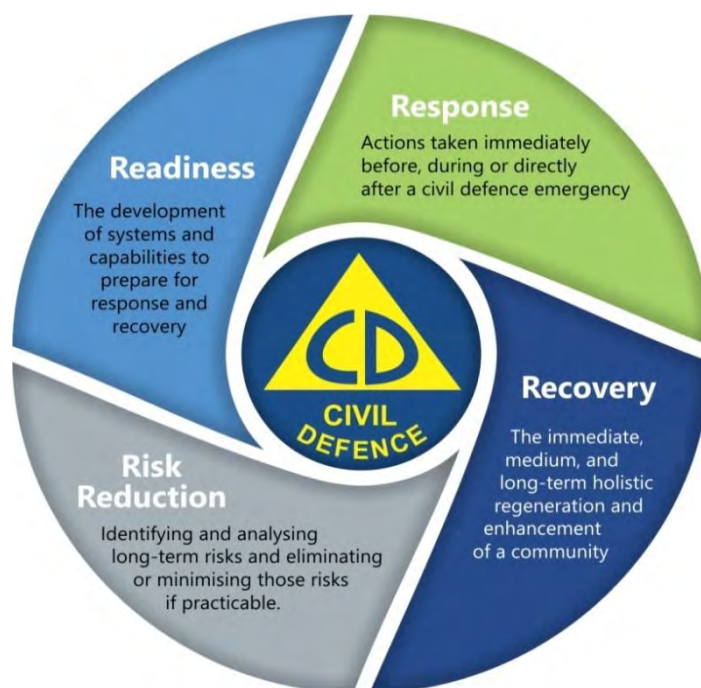 Response
Actions taken immediately
before, during or directly
after a civil defence emergency
Readiness
The development
of systems and
capabilities to
prepare for
response and
recovery
CD
CIVIL
DEFENCE
Recovery
The immediate,
medium, and
long-term holistic
regeneration and
enhancement
of a community
Risk
Reduction
Identifying and analysing
long-term risks and eliminating
or minimising those risks
if practicable.